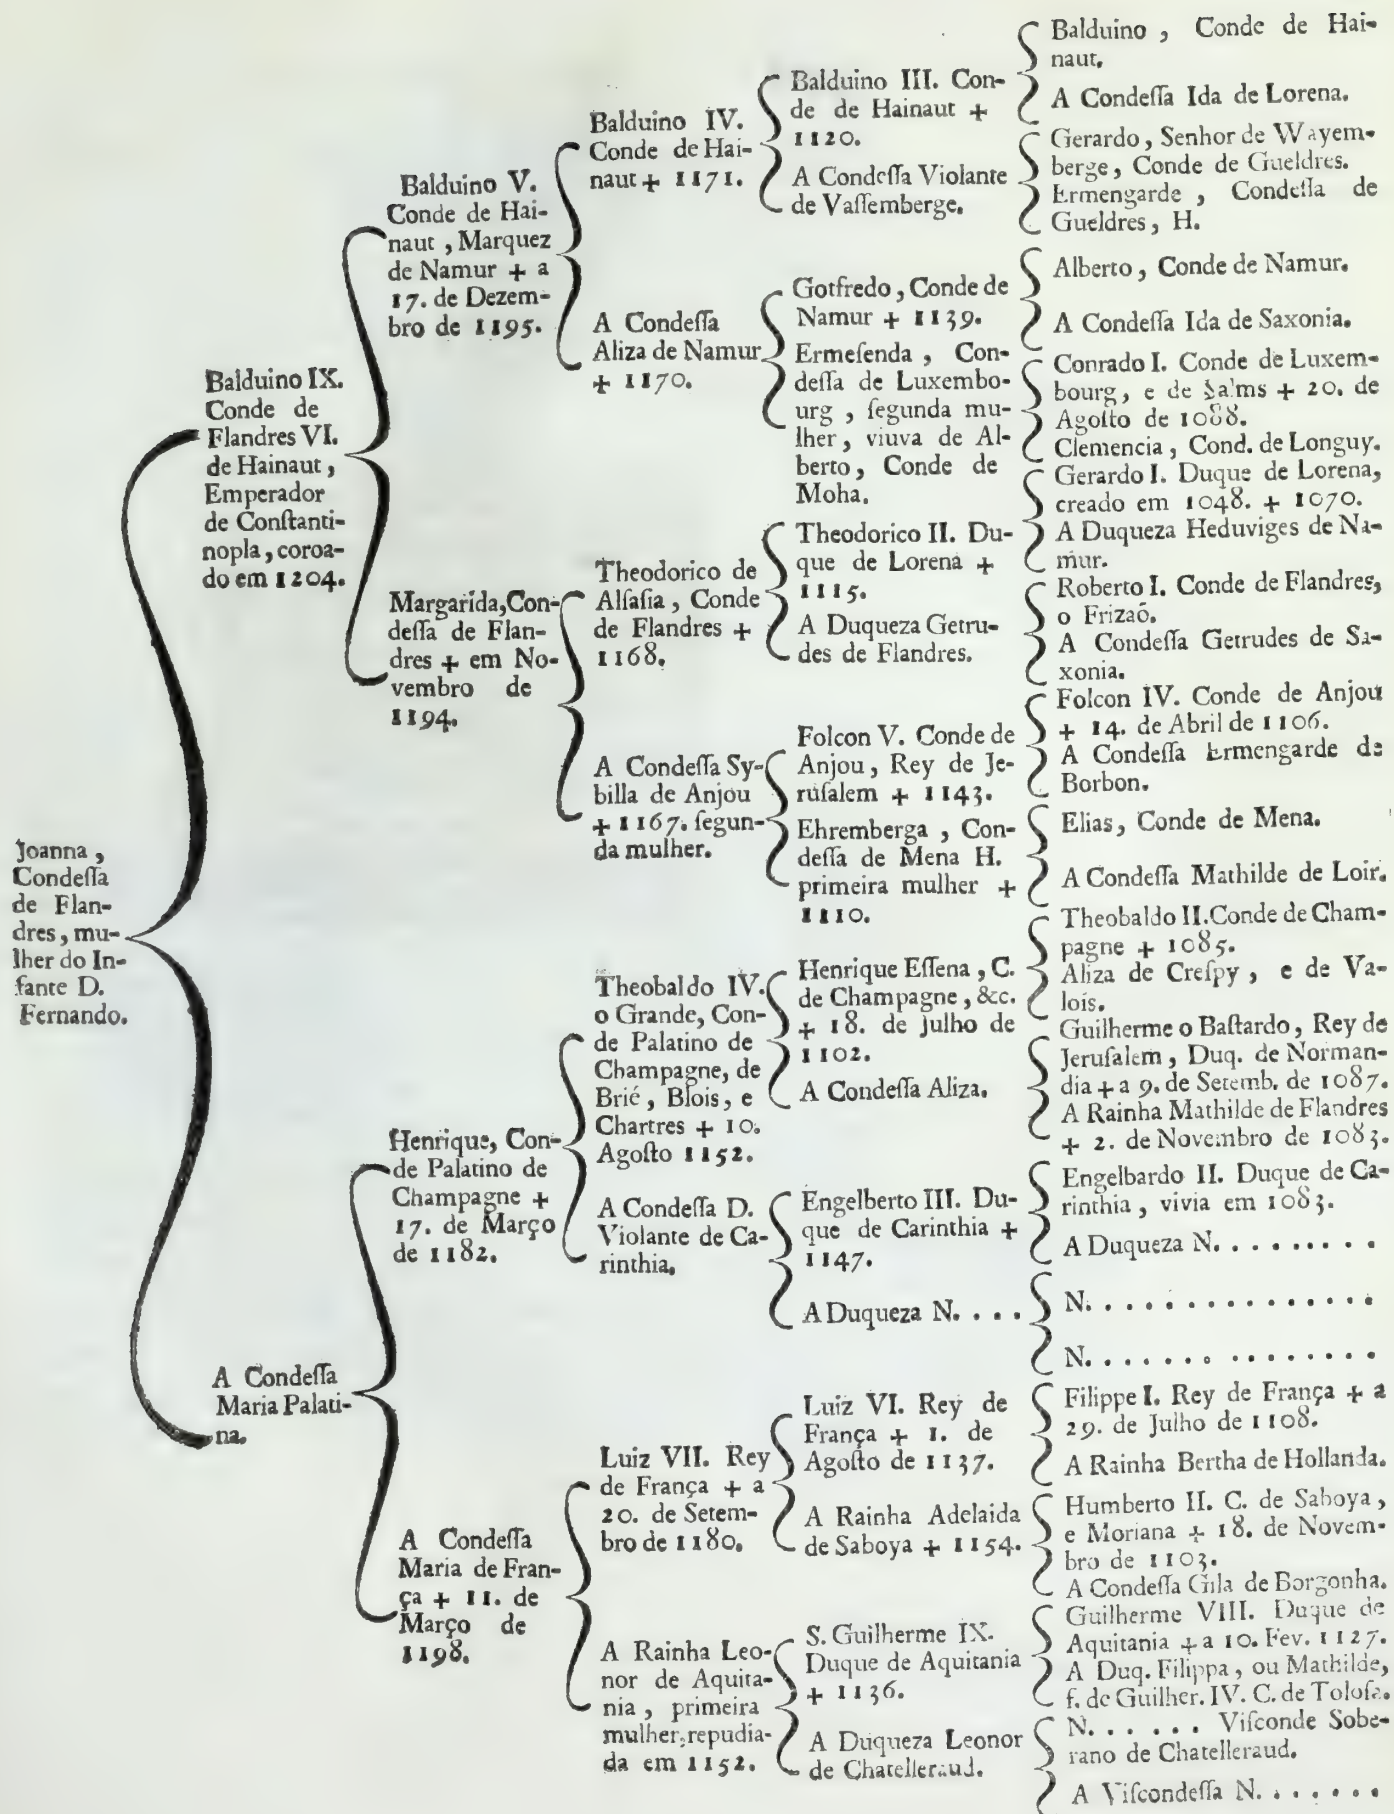 Joanna ,
Condeſſa
de Flan-
dres , mu-
lher do In-
fante D.
Fernando.
Balduino IX.
Conde de
Flandres VI.
de Hainaut ,
Emperador
de Conſtanti-
nopla , coroa-
do em 1204.
A Condeſſa
Maria Palati-
na.
Balduino V.
Conde de Hai-
naut , Marquez
de Namur + a
17. de Dezem-
bro de 1195.
Margarida, Con-
deſſa de Flan-
dres + em No-
vembro de
1194.
Henrique, Con-
de Palatino de
Champagne +
17. de Março
de 1182.
A Condeſſa
Maria de Fran-
ça + 11. de
Março de
1198.
Balduino IV.
Conde de Hai-
naut + 1171.
A Condeſſa
Aliza de Namur
+ 1170.
Theodorico de
Alſaſia , Conde
de Flandres +
1168.
A Condeſſa Sy-
billa de Anjou
+ 1167. ſegun-
da mulher.
Theobaldo IV.
o Grande, Con-
de Palatino de
Champagne, de
Brié , Blois, e
Chartres + 10.
Agoſto 1152.
A Condeſſa D.
Violante de Ca-
rinthia.
Luiz VII. Rey
de França + a
20. de Setem-
bro de 1180.
A Rainha Leo-
nor de Aquita-
nia , primeira
mulher, repudia-
da em 1152.
Balduino III. Con-
de de Hainaut +
1120.
A Condeſſa Violante
de Vaſſemberge.
Gotfredo , Conde de
Namur + 1139.
Ermeſenda , Con-
deſſa de Luxembo-
urg , ſegunda mu-
lher , viuva de Al-
berto , Conde de
Moha.
Theodorico II. Du-
que de Lorena +
1115.
A Duqueza Getru-
des de Flandres.
Folcon V. Conde de
Anjou , Rey de Je-
ruſalem + 1143.
Ehremberga , Con-
deſſa de Mena H.
primeira mulher +
1110.
Henrique Eſſena , C.
de Champagne , &c.
+ 18. de Julho de
1102.
A Condeſſa Aliza.
Engelberto III. Du-
que de Carinthia +
1147.
A Duqueza N. . . .
Luiz VI. Rey de
França + 1. de
Agoſto de 1137.
A Rainha Adelaida
de Saboya + 1154.
S. Guilherme IX.
Duque de Aquitania
+ 1136.
A Duqueza Leonor
de Chatelleraud.
Balduino , Conde de Hai-
naut.
A Condeſſa Ida de Lorena.
Gerardo , Senhor de Wayem-
berge , Conde de Gueldres.
Ermengarde , Condeſſa de
Gueldres , H.
Alberto , Conde de Namur.
A Condeſſa Ida de Saxonia.
Conrado I. Conde de Luxem-
bourg , e de Salms + 20. de
Agoſto de 1088.
Clemencia , Cond. de Longuy.
Gerardo I. Duque de Lorena,
creado em 1048. + 1070.
A Duqueza Heduviges de Na-
mur.
Roberto I. Conde de Flandres,
o Frizaõ.
A Condeſſa Getrudes de Sa-
xonia.
Folcon IV. Conde de Anjou
+ 14. de Abril de 1106.
A Condeſſa Ermengarde de
Borbon.
Elias, Conde de Mena.
A Condeſſa Mathilde de Loir.
Theobaldo II. Conde de Cham-
pagne + 1085.
Aliza de Creſpy , e de Va-
lois.
Guilherme o Baſtardo , Rey de
Jeruſalem , Duq. de Norman-
dia + a 9. de Setemb. de 1087.
A Rainha Mathilde de Flandres
+ 2. de Novembro de 1083.
Engelbardo II. Duque de Ca-
rinthia , vivia em 1083.
A Duqueza N. . . . . . . . .
N. . . . . . . . . . . . . . .
N. . . . . . . . . . . . . . .
Filippe I. Rey de França + a
29. de Julho de 1108.
A Rainha Bertha de Hollanda.
Humberto II. C. de Saboya ,
e Moriana + 18. de Novem-
bro de 1103.
A Condeſſa Gila de Borgonha.
Guilherme VIII. Duque de
Aquitania + a 10. Fev. 1127.
A Duq. Filippa , ou Mathilde,
f. de Guilher. IV. C. de Toloſa.
N. . . . . . Viſconde Sobe-
rano de Chatelleraud.
A Viſcondeſſa N. . . . . . .